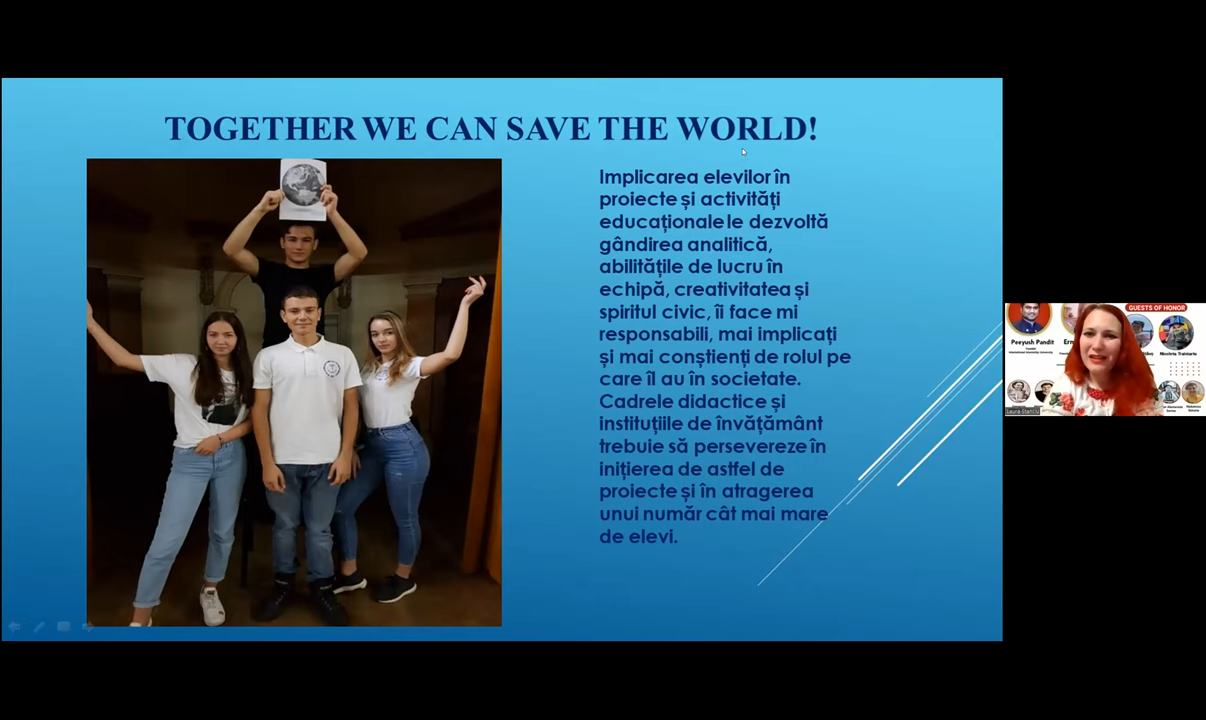 TOGETHER WE CAN SAVE THE WORLD!
Implicarea elevilor în
proiecte și activități
educaționale le dezvoltă
gândirea analitică,
abilitățile de lucru în
echipă, creativitatea și
spiritul civic, îi face mi
responsabili, mai implicați
și mai conștienți de rolul pe
care îl au în societate.
Cadrele didactice și
instituțiile de învățământ
trebuie să persevereze în
inițierea de astfel de
proiecte și în atragerea
unui număr cât mai mare
de elevi.
GUESTS OF HONOR
Peeyush Pandit
International Internship University